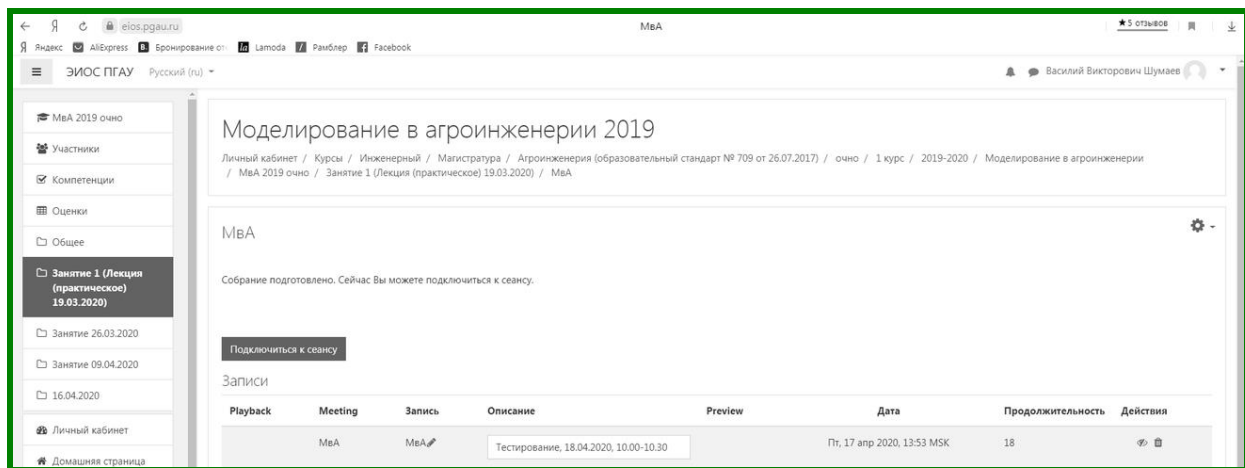 eios.pgau.ru
МвА
★5 отзывов
Яндекс AliExpress Бронирование от Lamoda Рамблер Facebook
ЭИОС ПГАУ Русский (ru)
Василий Викторович Шумаев
МвА 2019 очно
Участники
Компетенции
Оценки
Общее
Занятие 1 (Лекция
(практическое)
19.03.2020)
Занятие 26.03.2020
Занятие 09.04.2020
16.04.2020
Личный кабинет
Домашняя страница
Моделирование в агроинженерии 2019
Личный кабинет / Курсы / Инженерный / Магистратура / Агроинженерия (образовательный стандарт № 709 от 26.07.2017) / очно / 1 курс / 2019-2020 / Моделирование в агроинженерии
/ МвА 2019 очно / Занятие 1 (Лекция (практическое) 19.03.2020) / МвА
МвА
Собрание подготовлено. Сейчас Вы можете подключиться к сеансу.
Подключиться к сеансу
Записи
Playback Meeting Запись Описание Preview Дата Продолжительность Действия
МвА МвА Тестирование, 18.04.2020, 10.00-10.30 Пт, 17 апр 2020, 13:53 MSK 18